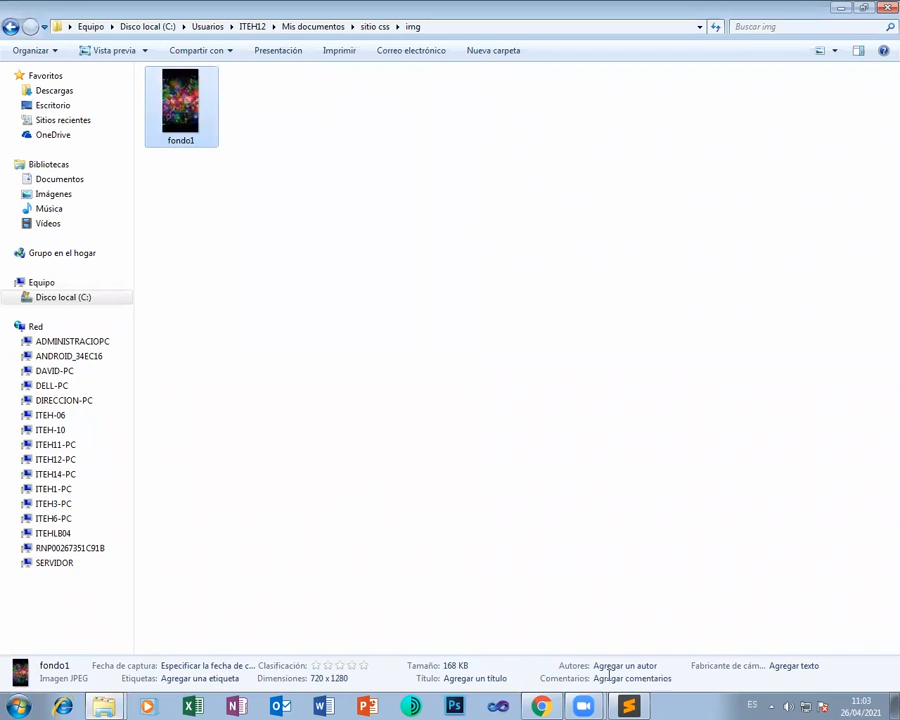 Equipo Disco local (C:) Usuarios ITEH12 Mis documentos sitio css img Buscar img
Organizar Vista previa Compartir con Presentación Imprimir Correo electrónico Nueva carpeta
Favoritos
Descargas
Escritorio
Sitios recientes
OneDrive
Bibliotecas
Documentos
Imágenes
Música
Vídeos
Grupo en el hogar
Equipo
Disco local (C:)
Red
ADMINISTRACIOPC
ANDROID_34EC16
DAVID-PC
DELL-PC
DIRECCION-PC
ITEH-06
ITEH-10
ITEH11-PC
ITEH12-PC
ITEH14-PC
ITEH1-PC
ITEH3-PC
ITEH6-PC
ITEHLB04
RNP00267351C91B
SERVIDOR
fondo1
fondo1 Fecha de captura: Especificar la fecha de c... Clasificación: Tamaño: 168 KB Autores: Agregar un autor Fabricante de cám... Agregar texto
Imagen JPEG Etiquetas: Agregar una etiqueta Dimensiones: 720 x 1280 Título: Agregar un título Comentarios: Agregar comentarios
ES 11:03
26/04/2021